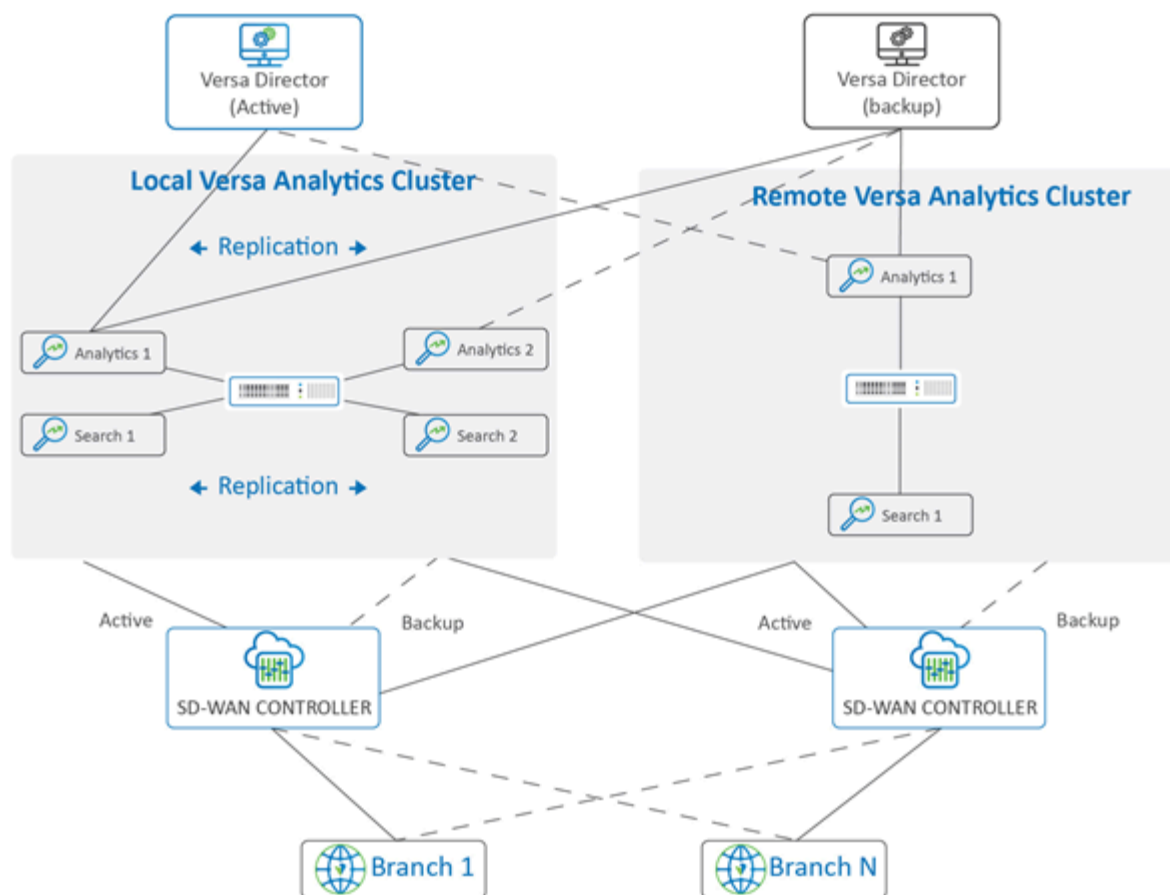 Versa Director
(Active)
Versa Director
(backup)
Local Versa Analytics Cluster
Remote Versa Analytics Cluster
Replication
Analytics 1
Analytics 1
Analytics 2
Search 1
Search 2
Replication
Search 1
Active
Backup
Active
Backup
SD-WAN CONTROLLER
SD-WAN CONTROLLER
Branch 1
Branch N